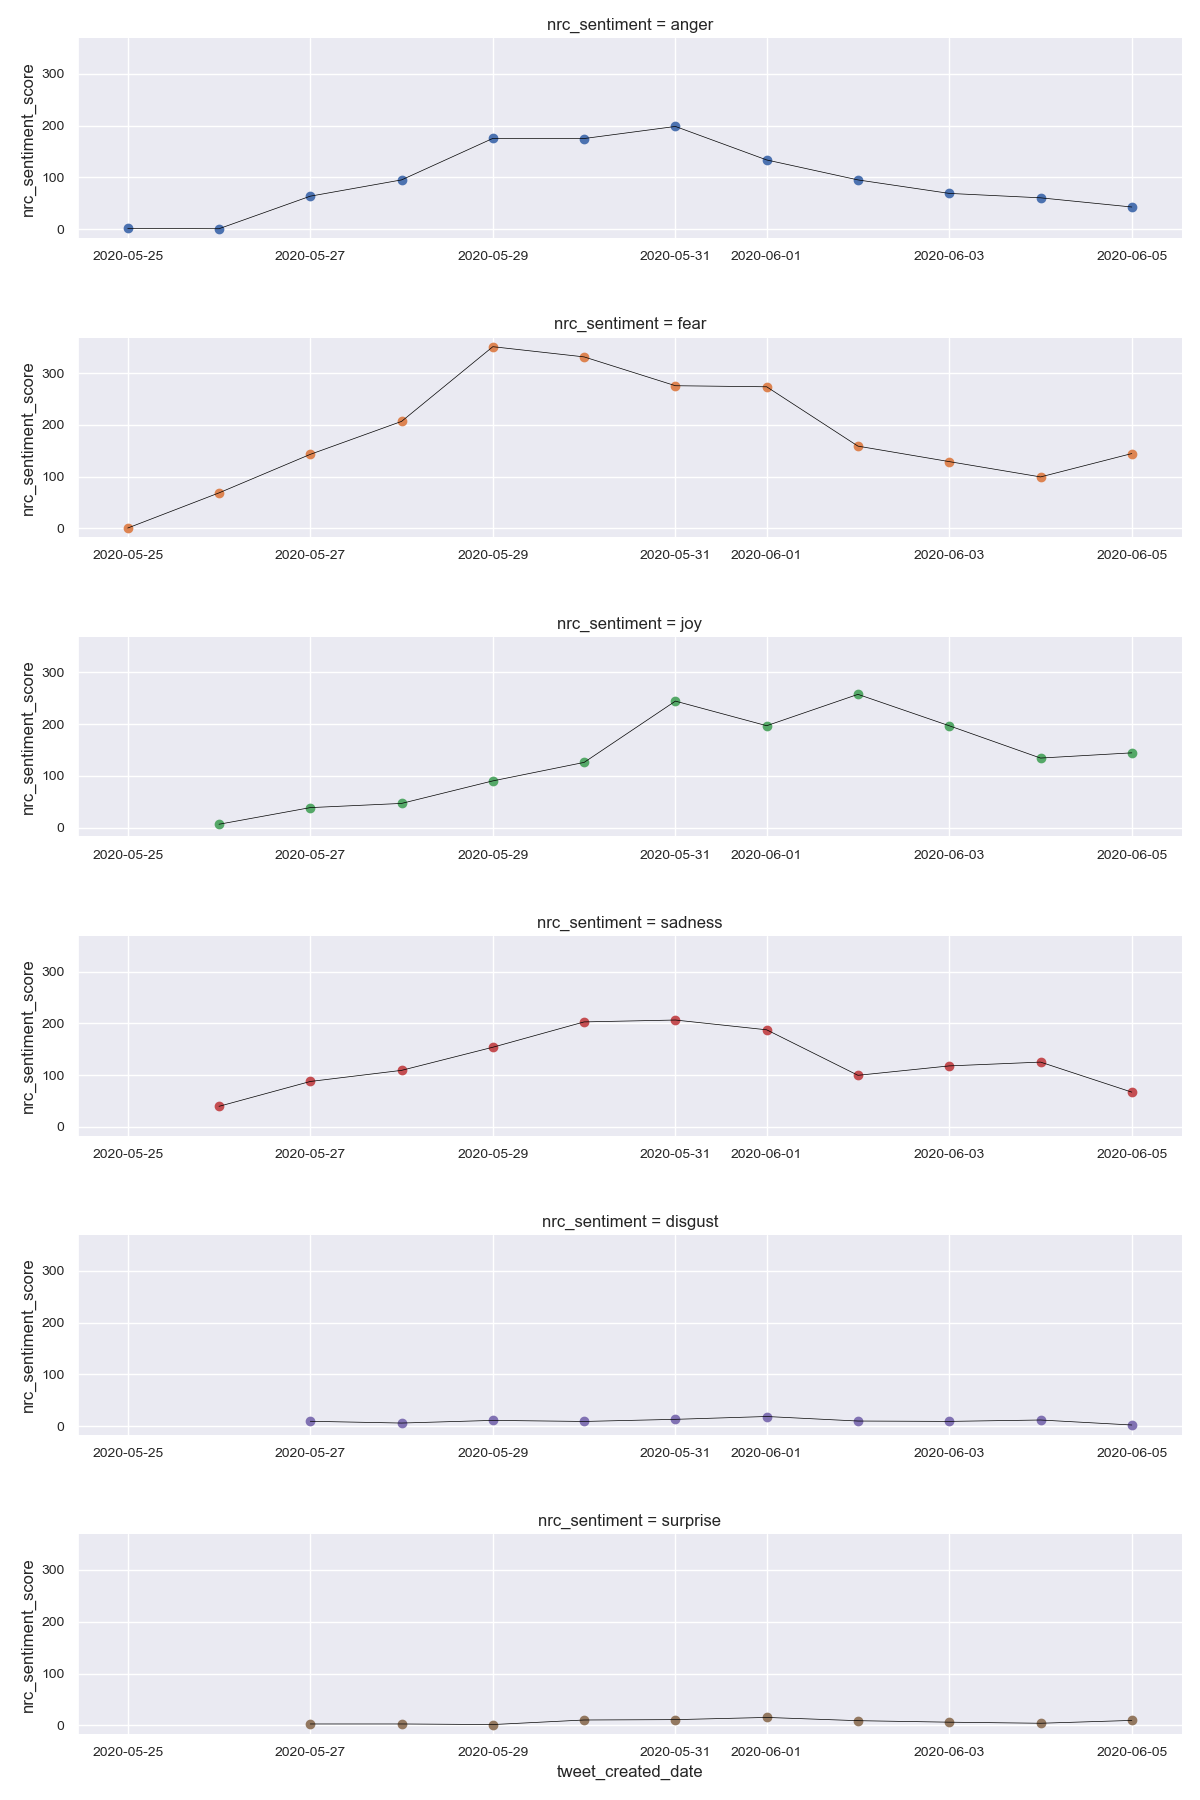 nrc_sentiment = anger
nrc_sentiment_score
300
200
100
0
2020-05-25 2020-05-27 2020-05-29 2020-05-31 2020-06-01 2020-06-03 2020-06-05
nrc_sentiment = fear
nrc_sentiment_score
300
200
100
0
2020-05-25 2020-05-27 2020-05-29 2020-05-31 2020-06-01 2020-06-03 2020-06-05
nrc_sentiment = joy
nrc_sentiment_score
300
200
100
0
2020-05-25 2020-05-27 2020-05-29 2020-05-31 2020-06-01 2020-06-03 2020-06-05
nrc_sentiment = sadness
nrc_sentiment_score
300
200
100
0
2020-05-25 2020-05-27 2020-05-29 2020-05-31 2020-06-01 2020-06-03 2020-06-05
nrc_sentiment = disgust
nrc_sentiment_score
300
200
100
0
2020-05-25 2020-05-27 2020-05-29 2020-05-31 2020-06-01 2020-06-03 2020-06-05
nrc_sentiment = surprise
nrc_sentiment_score
300
200
100
0
2020-05-25 2020-05-27 2020-05-29 2020-05-31 2020-06-01 2020-06-03 2020-06-05
tweet_created_date